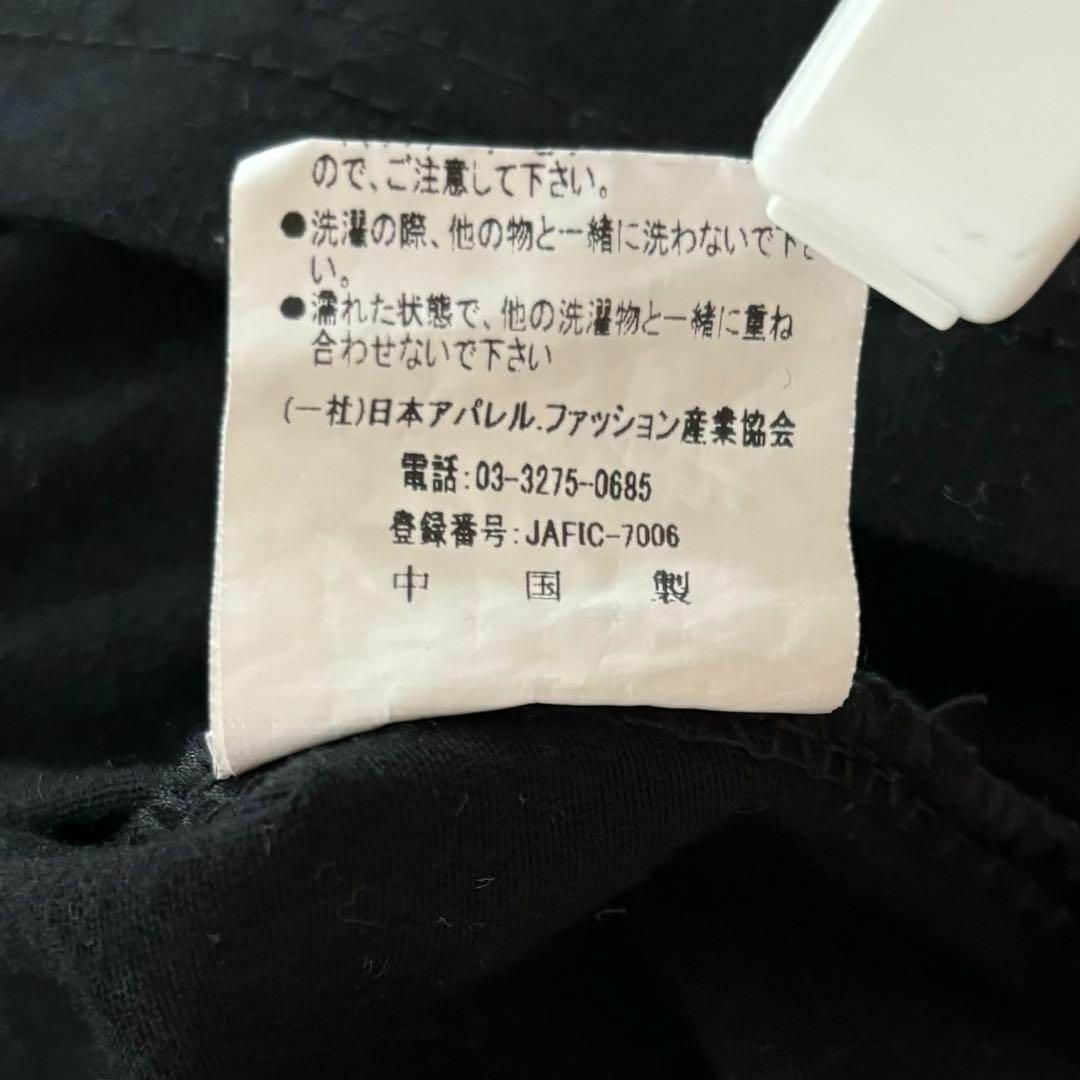 ので、ご注意して下さい。
●洗濯の際、他の物と一緒に洗わないで下さ
い。
●濡れた状態で、他の洗濯物と一緒に重ね
合わせないで下さい
(一社)日本アパレル.ファッション産業協会
電話:03-3275-0685
登録番号:JAFIC-7006
中 国 製